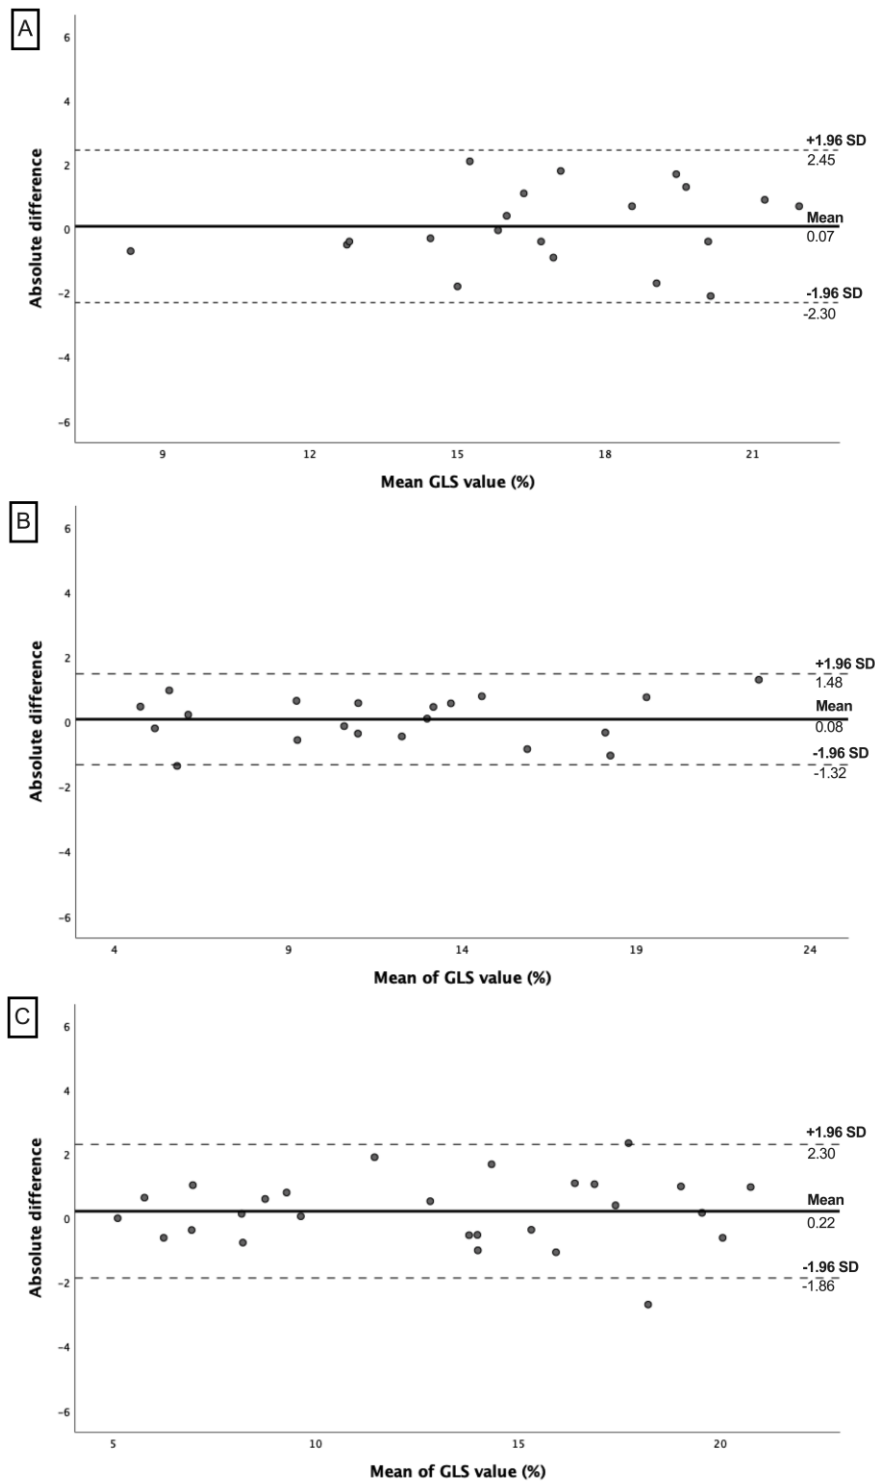 A
6
4
+1.96 SD
2
2.45
Mean
0
0.07
-1.96 SD
-2
-2.30
-4
-6
Absolute difference
9 12 15 18 21
Mean GLS value (%)
B
6
4
2
+1.96 SD
1.48
Mean
0
0.08
-1.96 SD
-1.32
-2
-4
-6
Absolute difference
4 9 14 19 24
Mean of GLS value (%)
C
6
4
+1.96 SD
2
2.30
Mean
0
0.22
-1.96 SD
-2
-1.86
-4
-6
Absolute difference
5 10 15 20
Mean of GLS value (%)